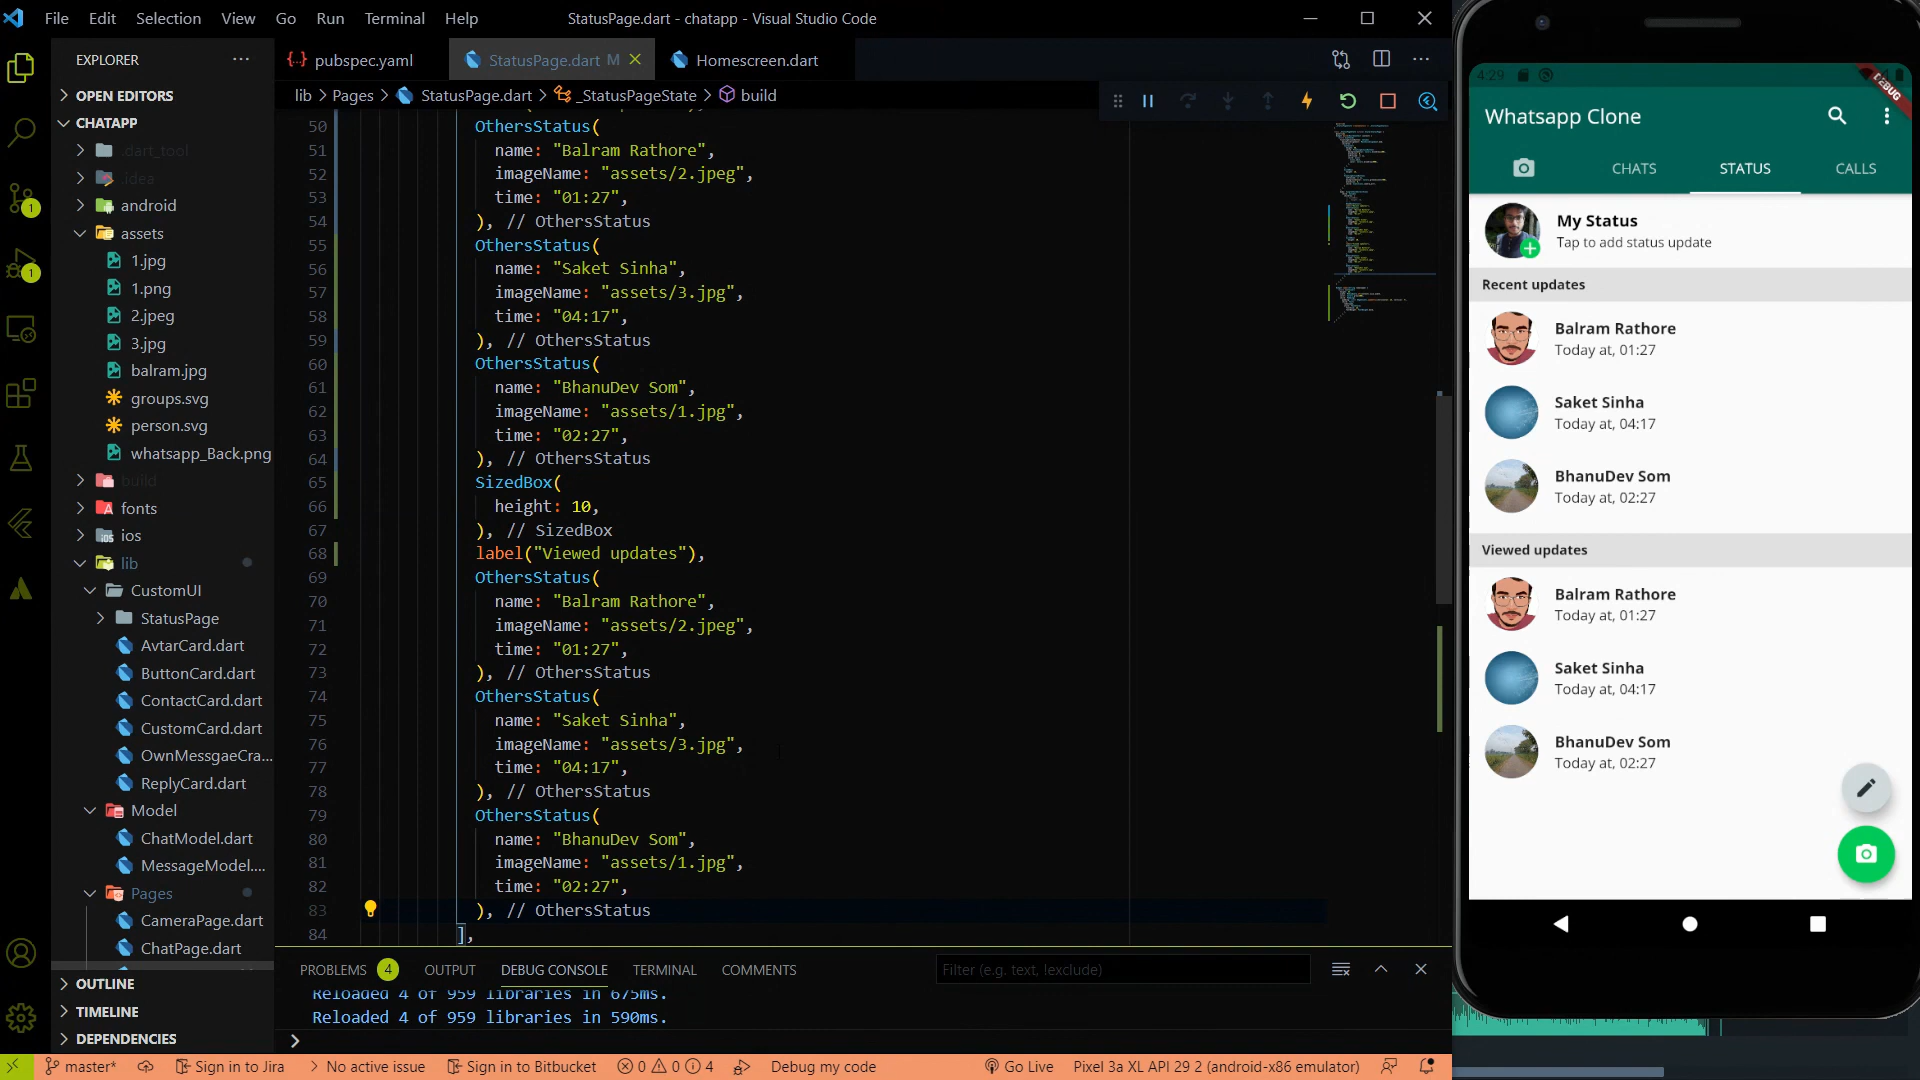 File Edit Selection View Go Run Terminal Help
StatusPage.dart - chatapp - Visual Studio Code
EXPLORER
OPEN EDITORS
CHATAPP
.dart_tool
.idea
android
assets
1.jpg
1.png
2.jpeg
3.jpg
balram.jpg
groups.svg
person.svg
whatsapp_Back.png
build
fonts
ios
lib
CustomUI
StatusPage
AvtarCard.dart
ButtonCard.dart
ContactCard.dart
CustomCard.dart
OwnMessgaeCra...
ReplyCard.dart
Model
ChatModel.dart
MessageModel....
Pages
CameraPage.dart
ChatPage.dart
OUTLINE
TIMELINE
DEPENDENCIES
1
1
pubspec.yaml
StatusPage.dart M
Homescreen.dart
lib > Pages > StatusPage.dart > _StatusPageState > build
50 OthersStatus(
51 name: "Balram Rathore",
52 imageName: "assets/2.jpeg",
53 time: "01:27",
54 ), // OthersStatus
55 OthersStatus(
56 name: "Saket Sinha",
57 imageName: "assets/3.jpg",
58 time: "04:17",
59 ), // OthersStatus
60 OthersStatus(
61 name: "BhanuDev Som",
62 imageName: "assets/1.jpg",
63 time: "02:27",
64 ), // OthersStatus
65 SizedBox(
66 height: 10,
67 ), // SizedBox
68 label("Viewed updates"),
69 OthersStatus(
70 name: "Balram Rathore",
71 imageName: "assets/2.jpeg",
72 time: "01:27",
73 ), // OthersStatus
74 OthersStatus(
75 name: "Saket Sinha",
76 imageName: "assets/3.jpg",
77 time: "04:17",
78 ), // OthersStatus
79 OthersStatus(
80 name: "BhanuDev Som",
81 imageName: "assets/1.jpg",
82 time: "02:27",
83 ), // OthersStatus
84 ],
PROBLEMS 4 OUTPUT DEBUG CONSOLE TERMINAL COMMENTS
Filter (e.g. text, !exclude)
Reloaded 4 of 959 libraries in 675ms.
Reloaded 4 of 959 libraries in 590ms.
master* Sign in to Jira No active issue Sign in to Bitbucket 0 0 4 Debug my code Go Live Pixel 3a XL API 29 2 (android-x86 emulator)
4:29
DEBUG
Whatsapp Clone
CHATS STATUS CALLS
My Status
Tap to add status update
Recent updates
Balram Rathore
Today at, 01:27
Saket Sinha
Today at, 04:17
BhanuDev Som
Today at, 02:27
Viewed updates
Balram Rathore
Today at, 01:27
Saket Sinha
Today at, 04:17
BhanuDev Som
Today at, 02:27